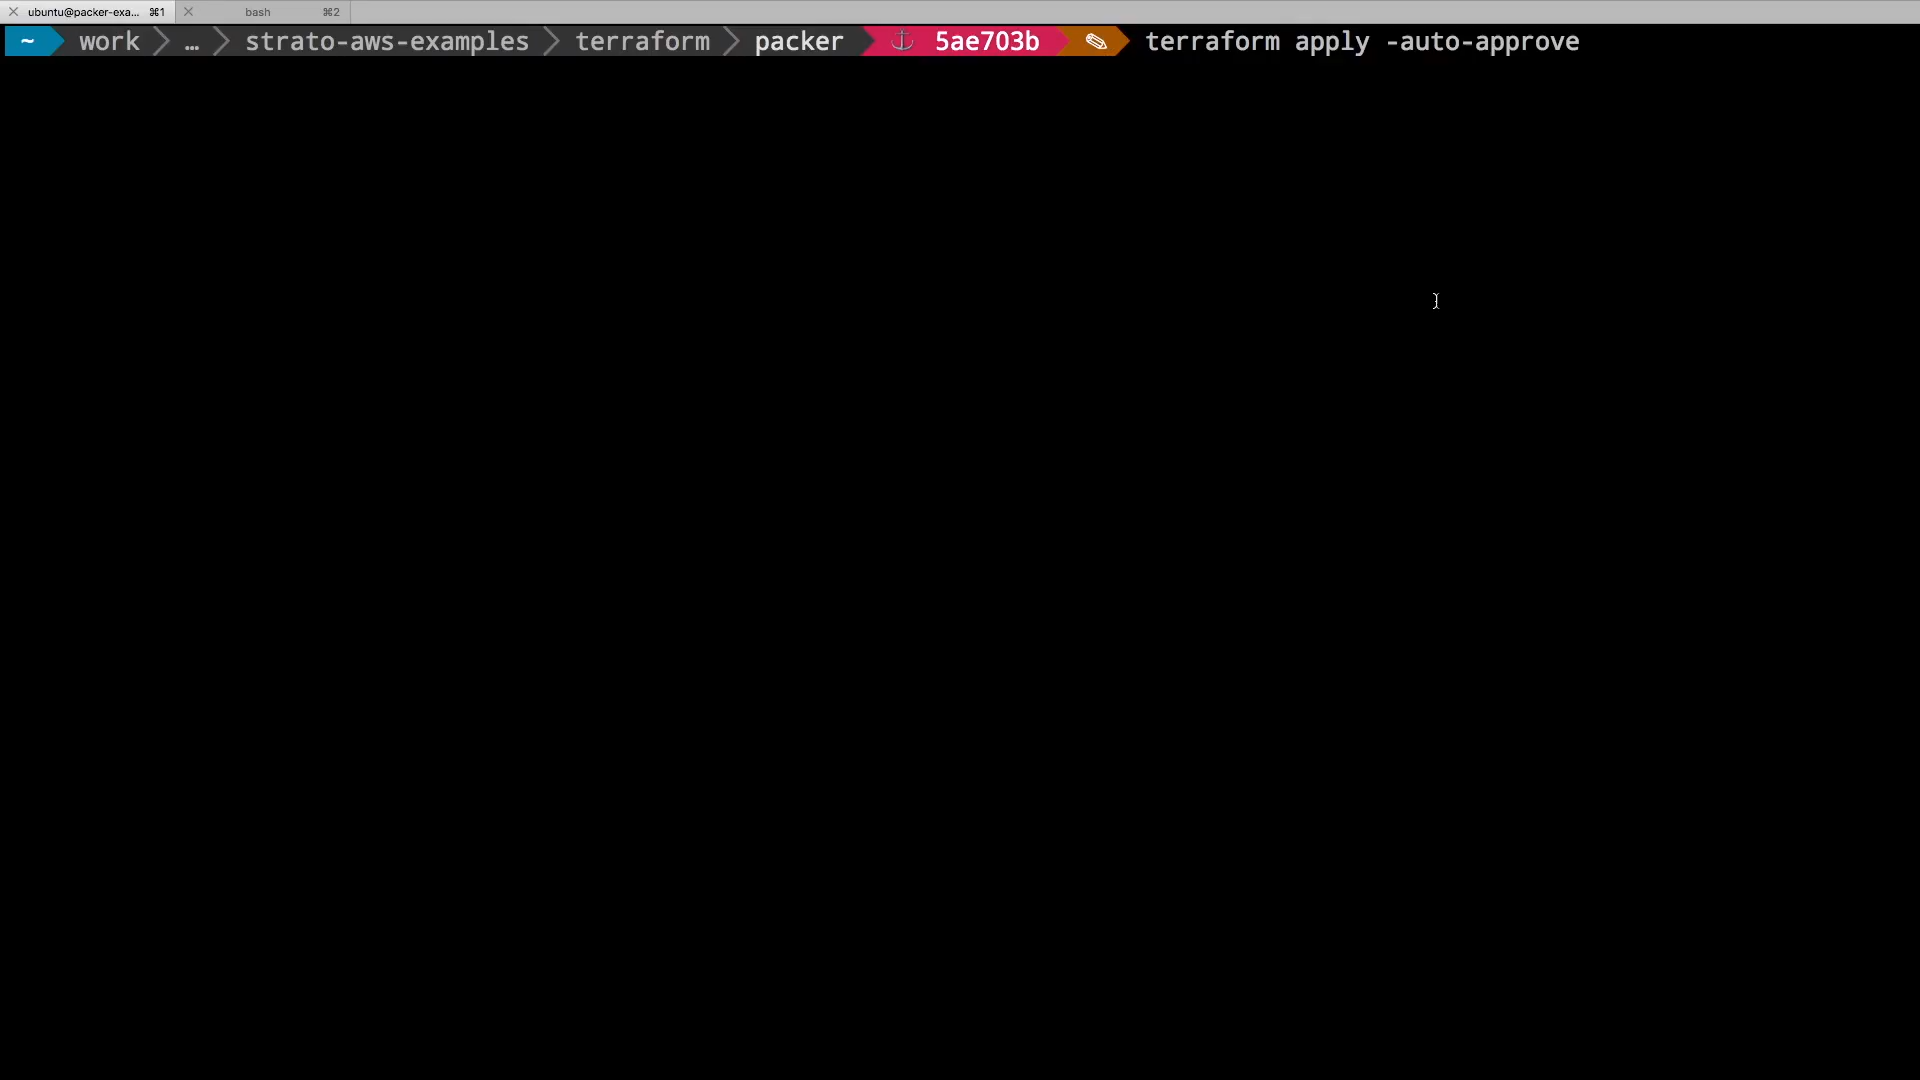 ubuntu@packer-exa... ⌘1 bash ⌘2
~ work … strato-aws-examples terraform packer ⚓ 5ae703b ✎ terraform apply -auto-approve